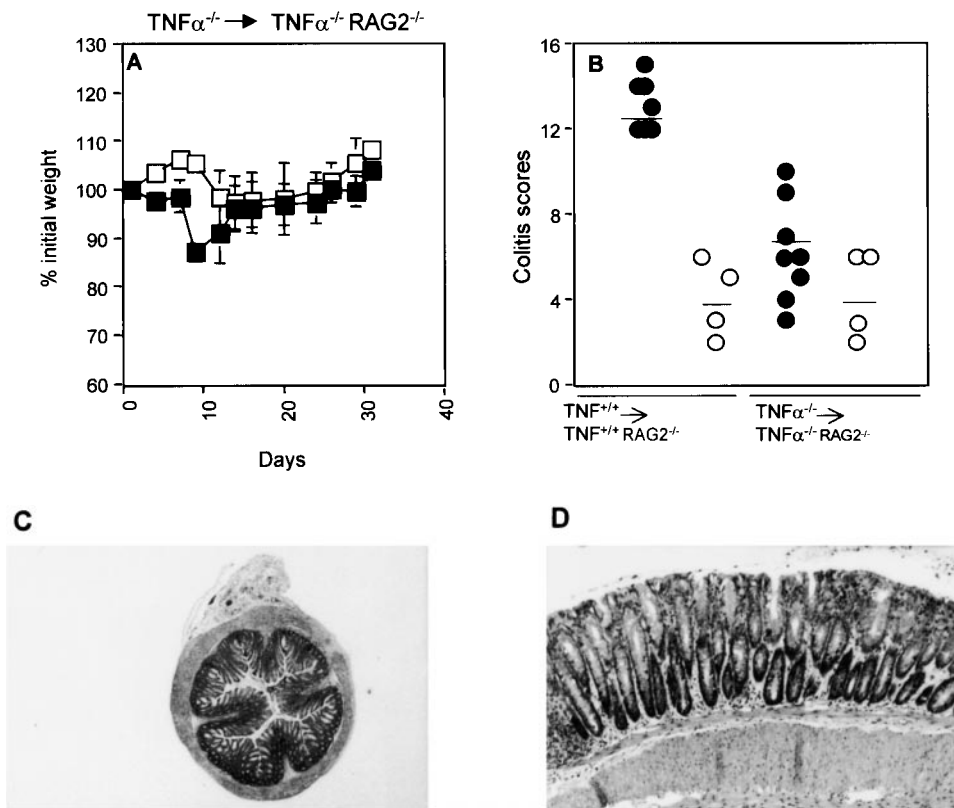 TNFα-/- → TNFα-/- RAG2-/-
A
130
120
110
100
90
80
70
60
% initial weight
0
10
20
30
40
Days
B
16
12
8
4
0
Colitis scores
TNF+/+ →
TNF+/+ RAG2-/-
TNFα-/- →
TNFα-/- RAG2-/-
C
D